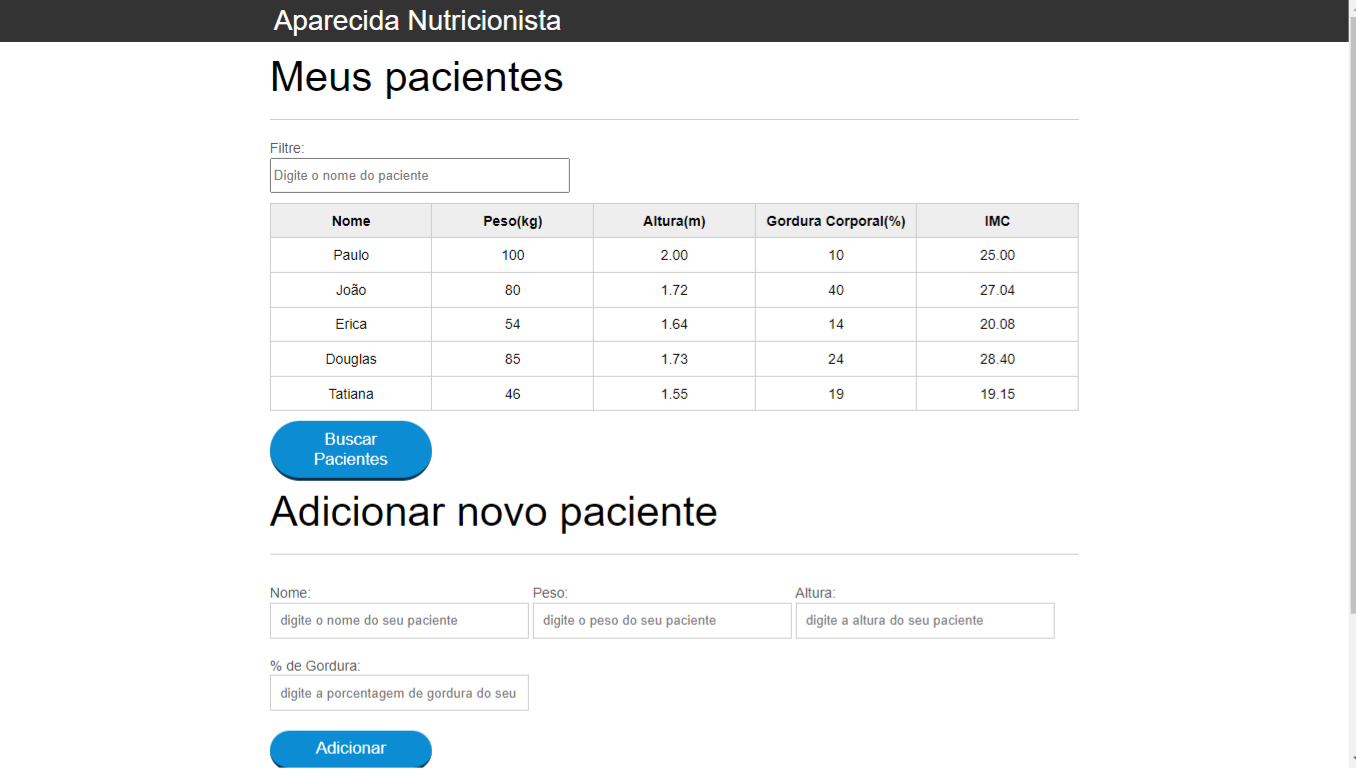 Aparecida Nutricionista
Meus pacientes
Filtre:
Digite o nome do paciente
Nome Peso(kg) Altura(m) Gordura Corporal(%) IMC
Paulo 100 2.00 10 25.00
João 80 1.72 40 27.04
Erica 54 1.64 14 20.08
Douglas 85 1.73 24 28.40
Tatiana 46 1.55 19 19.15
Buscar
Pacientes
Adicionar novo paciente
Nome: Peso: Altura:
digite o nome do seu paciente digite o peso do seu paciente digite a altura do seu paciente
% de Gordura:
digite a porcentagem de gordura do seu
Adicionar